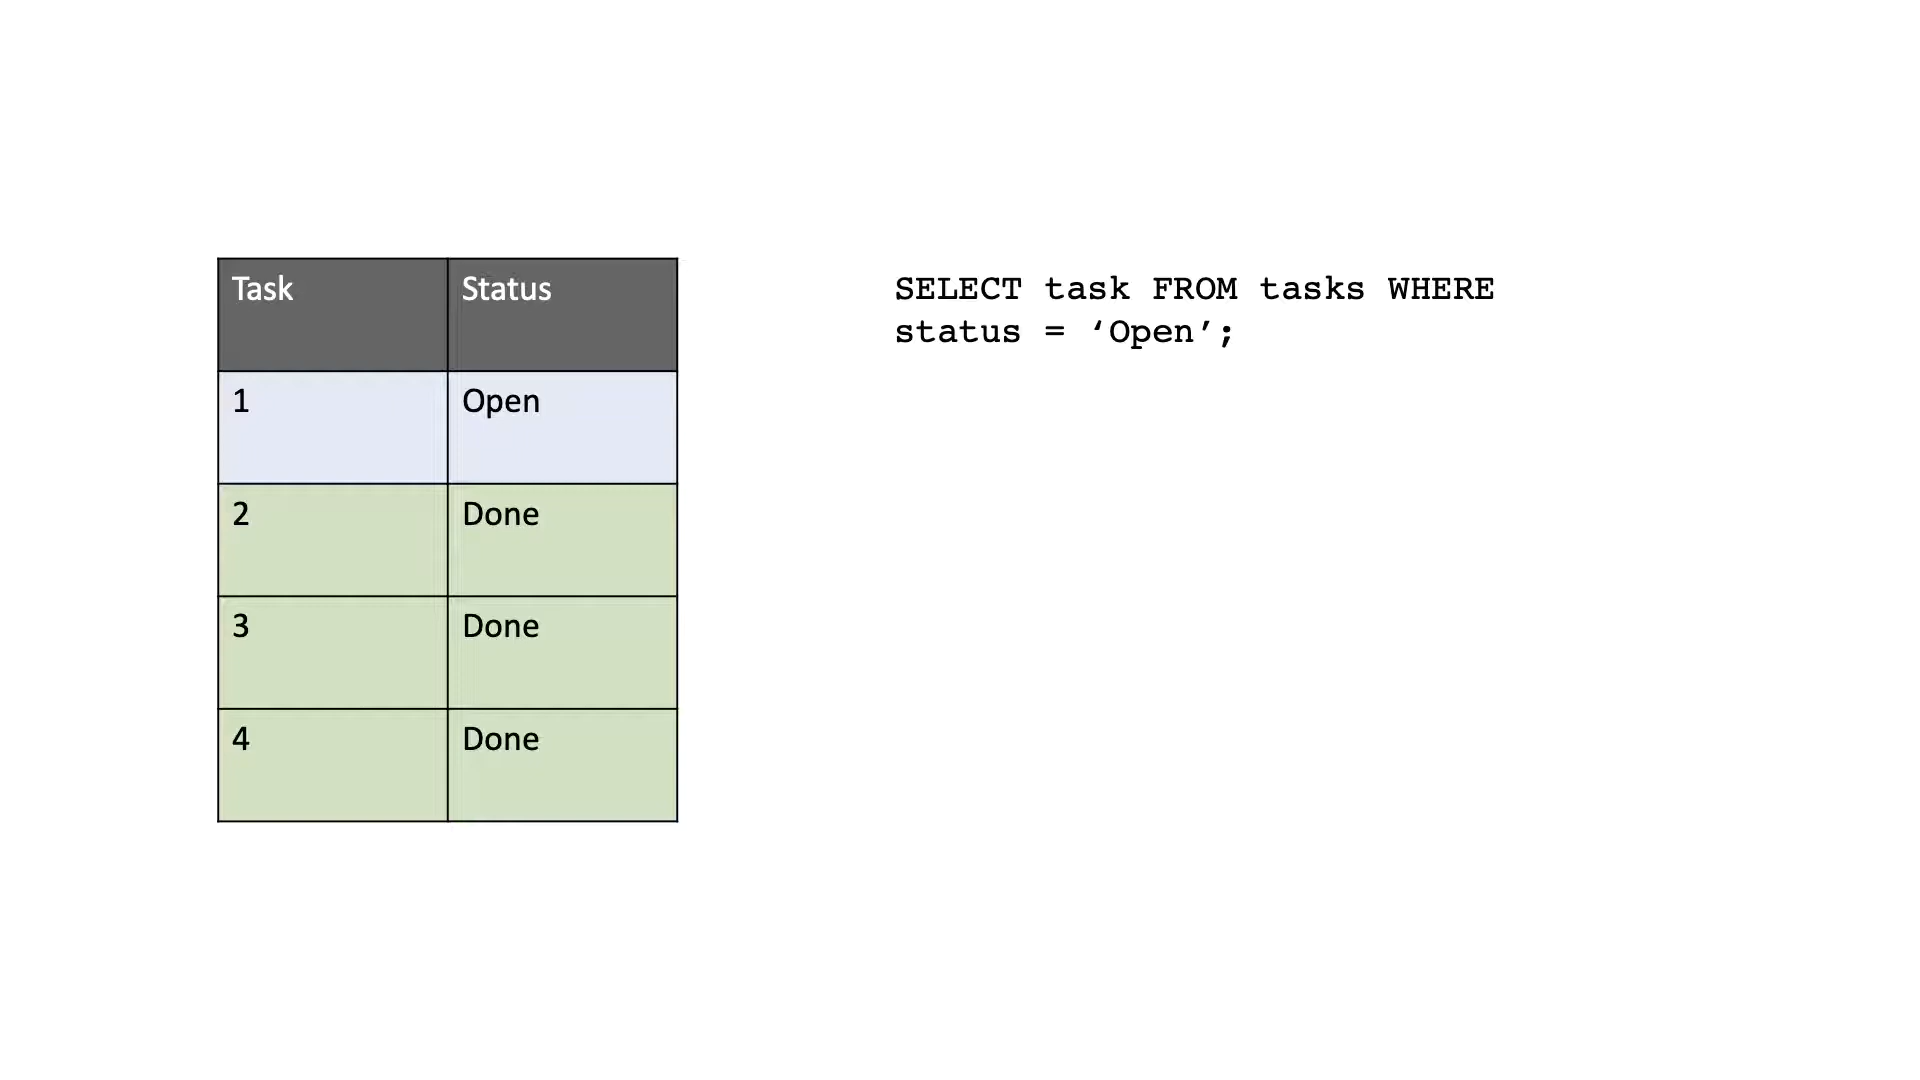 Task Status
1 Open
2 Done
3 Done
4 Done
SELECT task FROM tasks WHERE
status = ‘Open’;